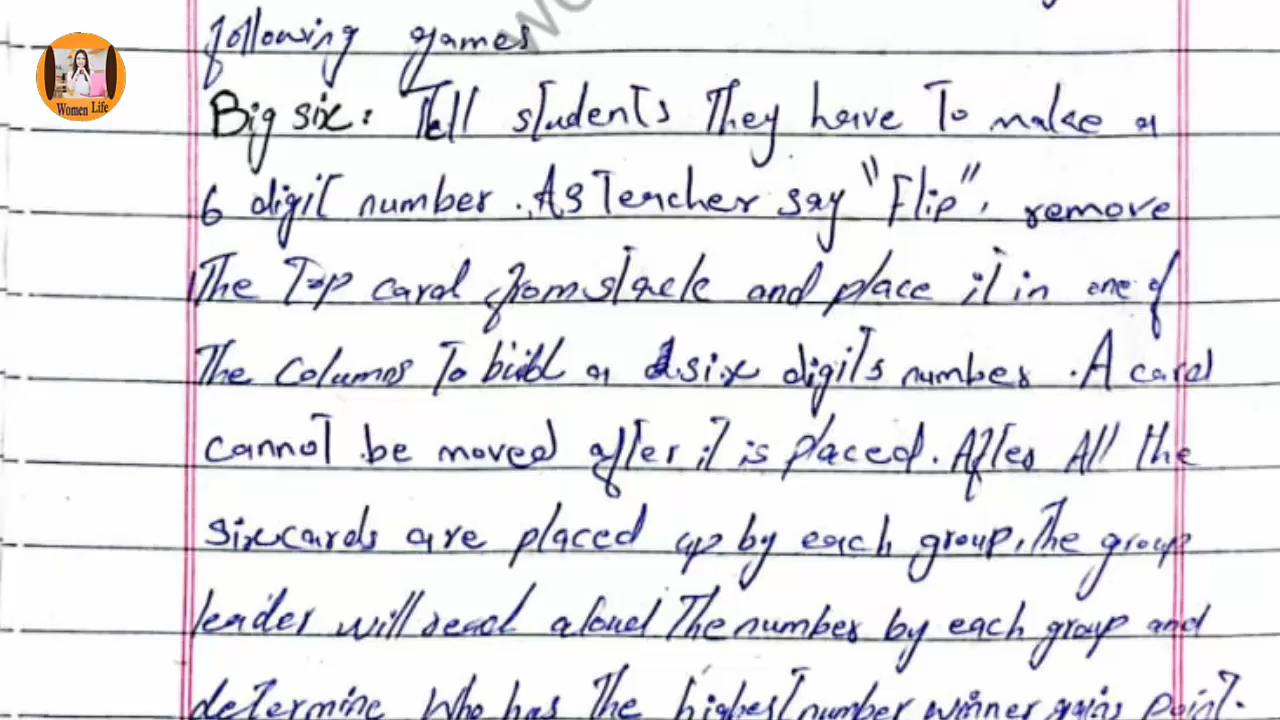 following games
Women Life
Big six: Tell students They have To make a
6 digit number. As Teacher say "Flip", remove
The Top card from stack and place it in one of
The columns To build a six digits number. A card
cannot be moved after it is placed. After All the
six cards are placed up by each group, The group
leader will read aloud The number by each group and
determine who has The highest number winner gains point.